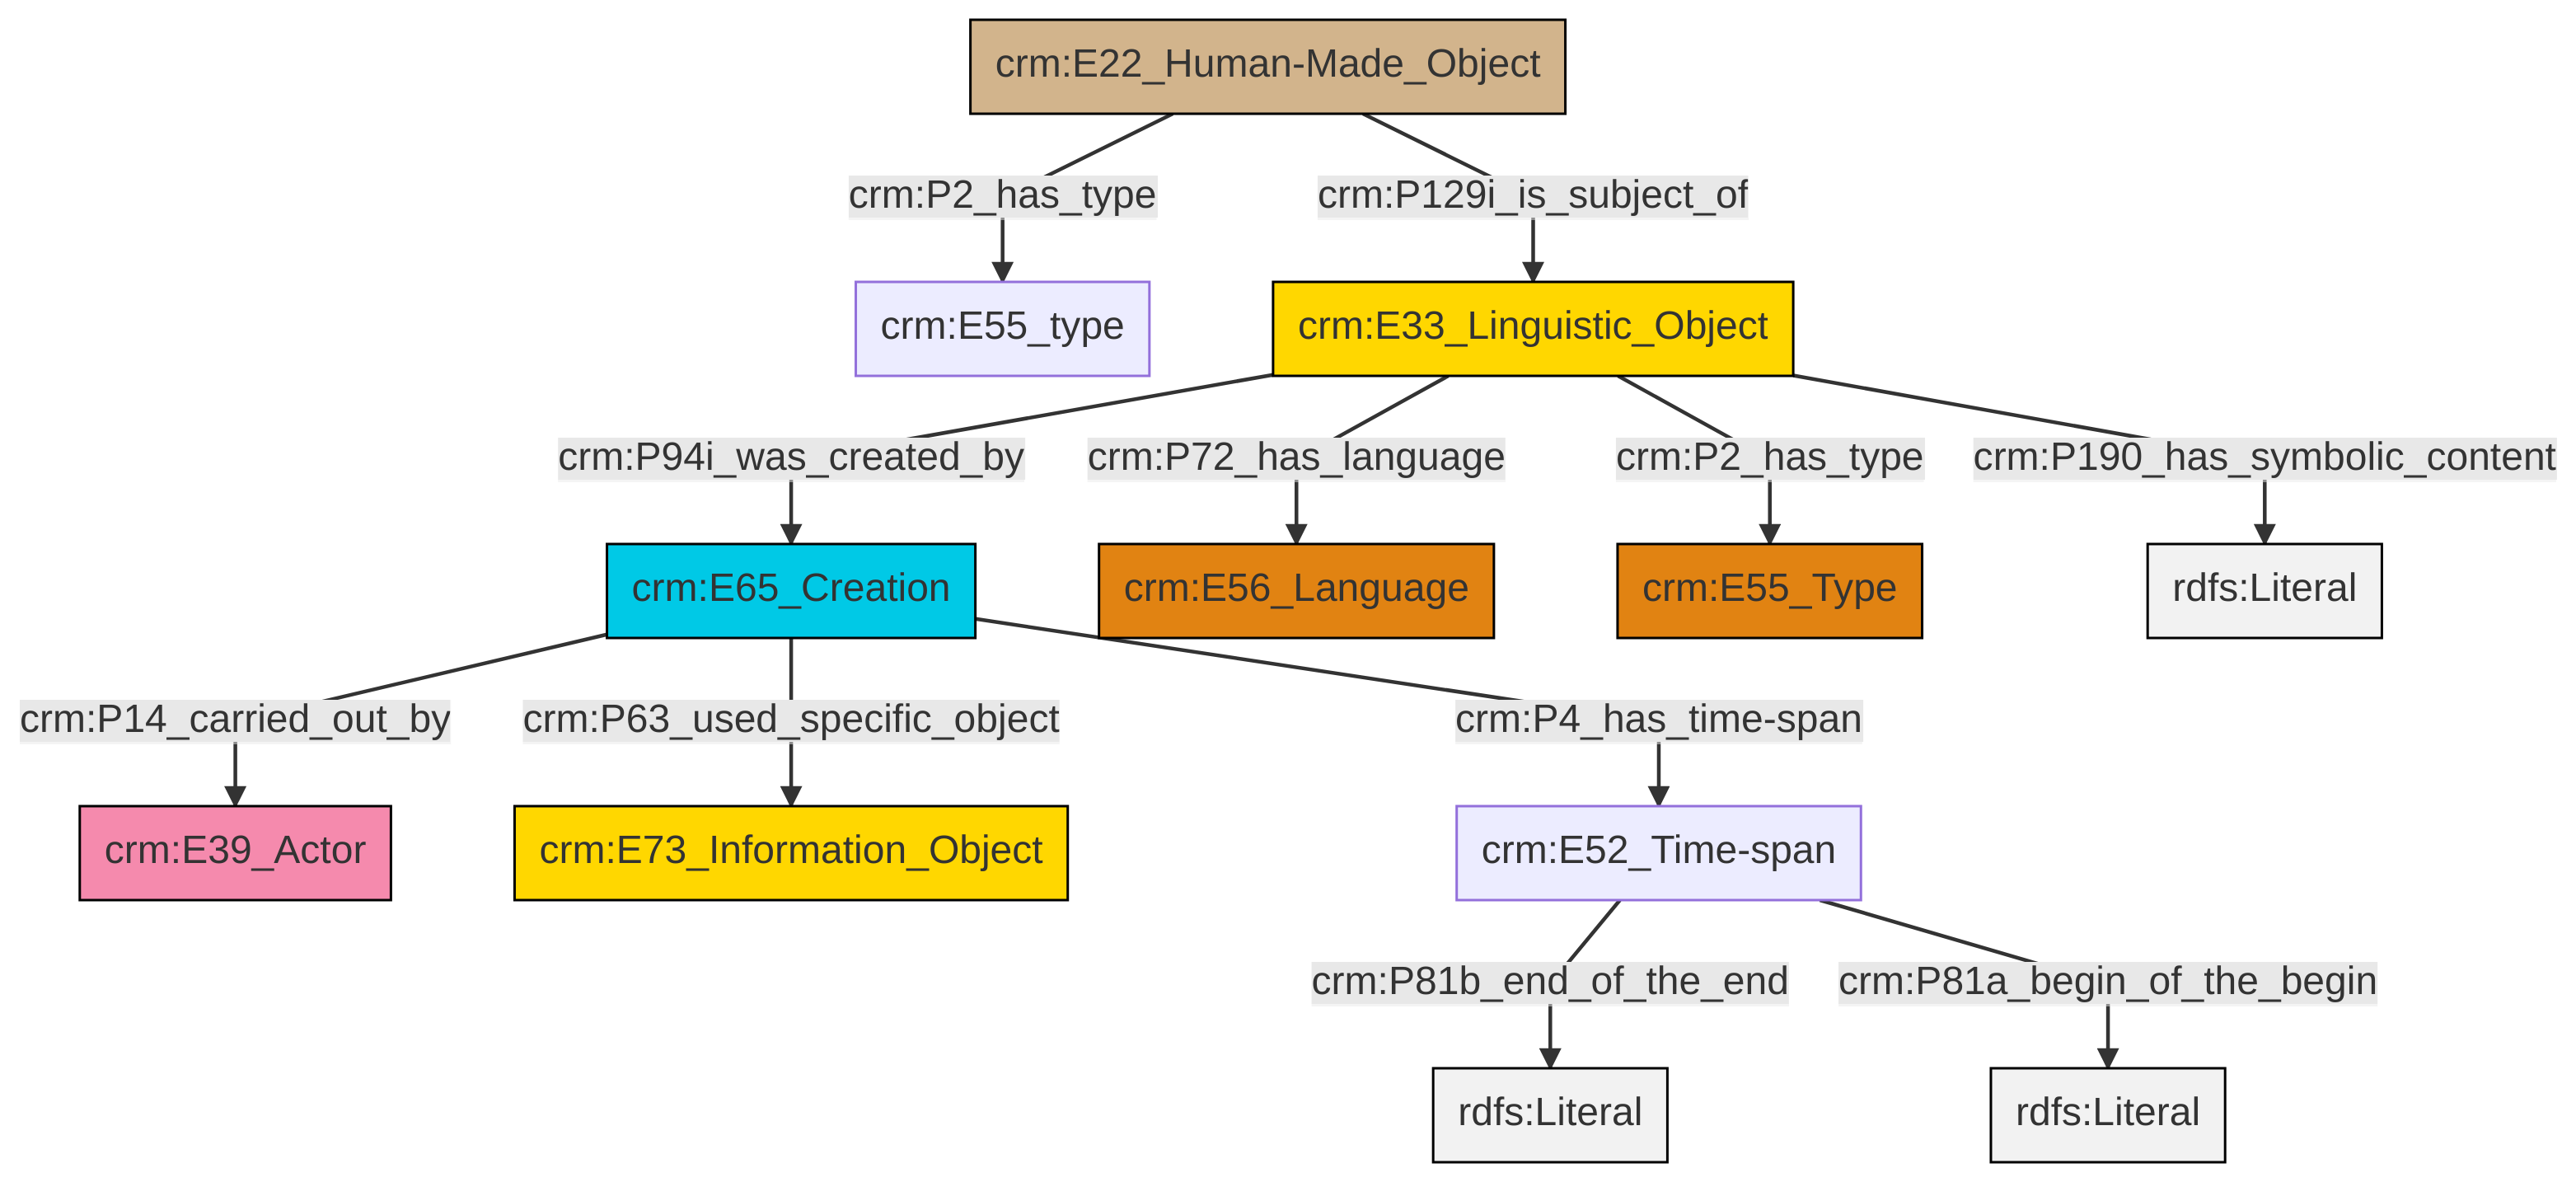 crm:E22_Human-Made_Object
crm:P2_has_type
crm:P129i_is_subject_of
crm:E55_type
crm:E33_Linguistic_Object
crm:P94i_was_created_by
crm:P72_has_language
crm:P2_has_type
crm:P190_has_symbolic_content
crm:E65_Creation
crm:E56_Language
crm:E55_Type
rdfs:Literal
crm:P14_carried_out_by
crm:P63_used_specific_object
crm:P4_has_time-span
crm:E39_Actor
crm:E73_Information_Object
crm:E52_Time-span
crm:P81b_end_of_the_end
crm:P81a_begin_of_the_begin
rdfs:Literal
rdfs:Literal